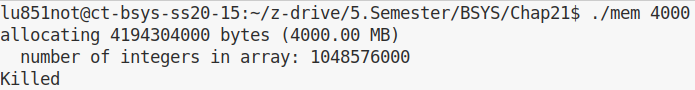 lu851not@ct-bsys-ss20-15:~/z-drive/5.Semester/BSYS/Chap21$ ./mem 4000
allocating 4194304000 bytes (4000.00 MB)
  number of integers in array: 1048576000
Killed